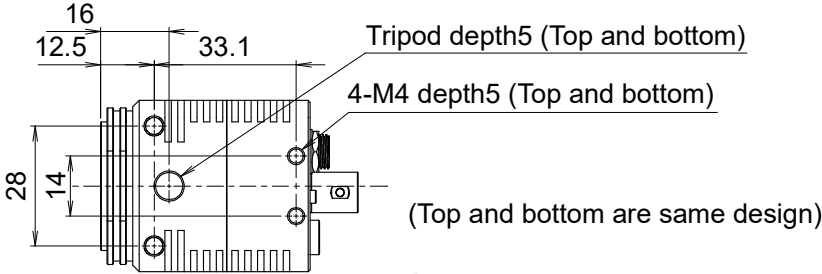 16
12.5
33.1
Tripod depth5 (Top and bottom)
4-M4 depth5 (Top and bottom)
28
14
(Top and bottom are same design)